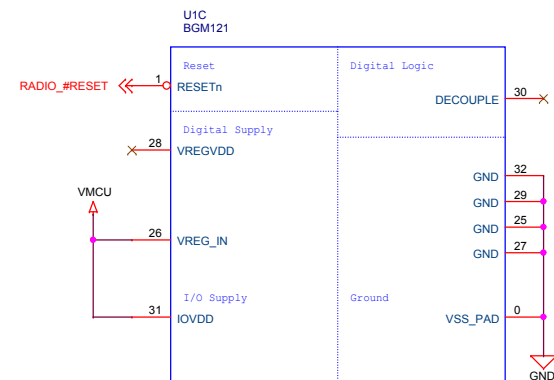 U1C
BGM121
Reset
Digital Logic
RADIO_#RESET
1
RESETn
30
DECOUPLE
Digital Supply
28
VREGVDD
32
GND
VMCU
29
GND
25
GND
26
VREG_IN
27
GND
I/O Supply
Ground
31
IOVDD
0
VSS_PAD
GND